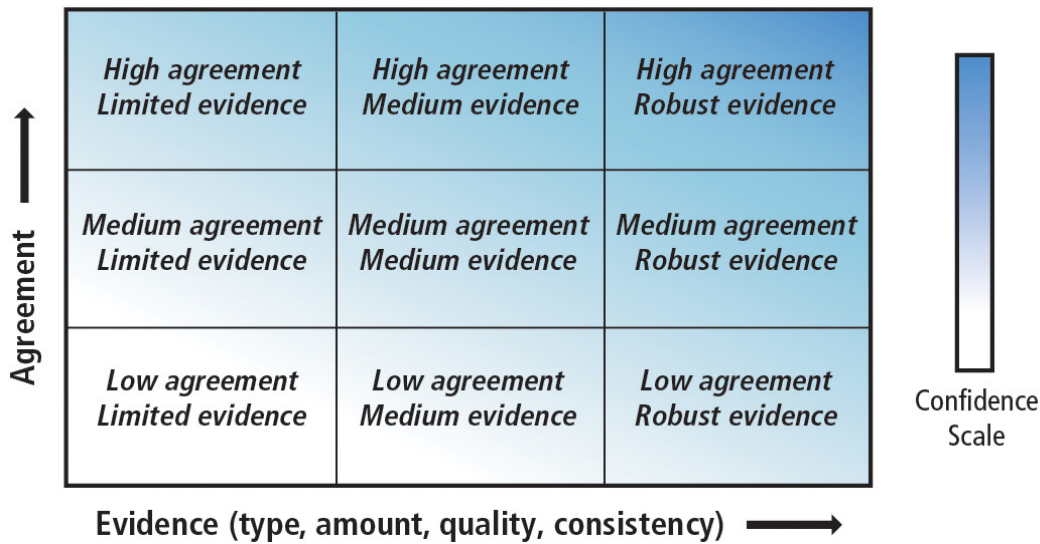 High agreement
Limited evidence
High agreement
Medium evidence
High agreement
Robust evidence
Agreement
Medium agreement
Limited evidence
Medium agreement
Medium evidence
Medium agreement
Robust evidence
Low agreement
Limited evidence
Low agreement
Medium evidence
Low agreement
Robust evidence
Confidence
Scale
Evidence (type, amount, quality, consistency)